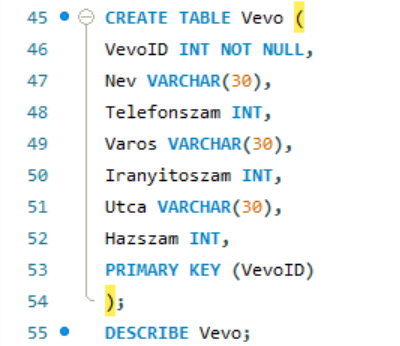 45 CREATE TABLE Vevo (
46 VevoID INT NOT NULL,
47 Nev VARCHAR(30),
48 Telefonszam INT,
49 Varos VARCHAR(30),
50 Iranyitoszam INT,
51 Utca VARCHAR(30),
52 Hazszam INT,
53 PRIMARY KEY (VevoID)
54 );
55 DESCRIBE Vevo;